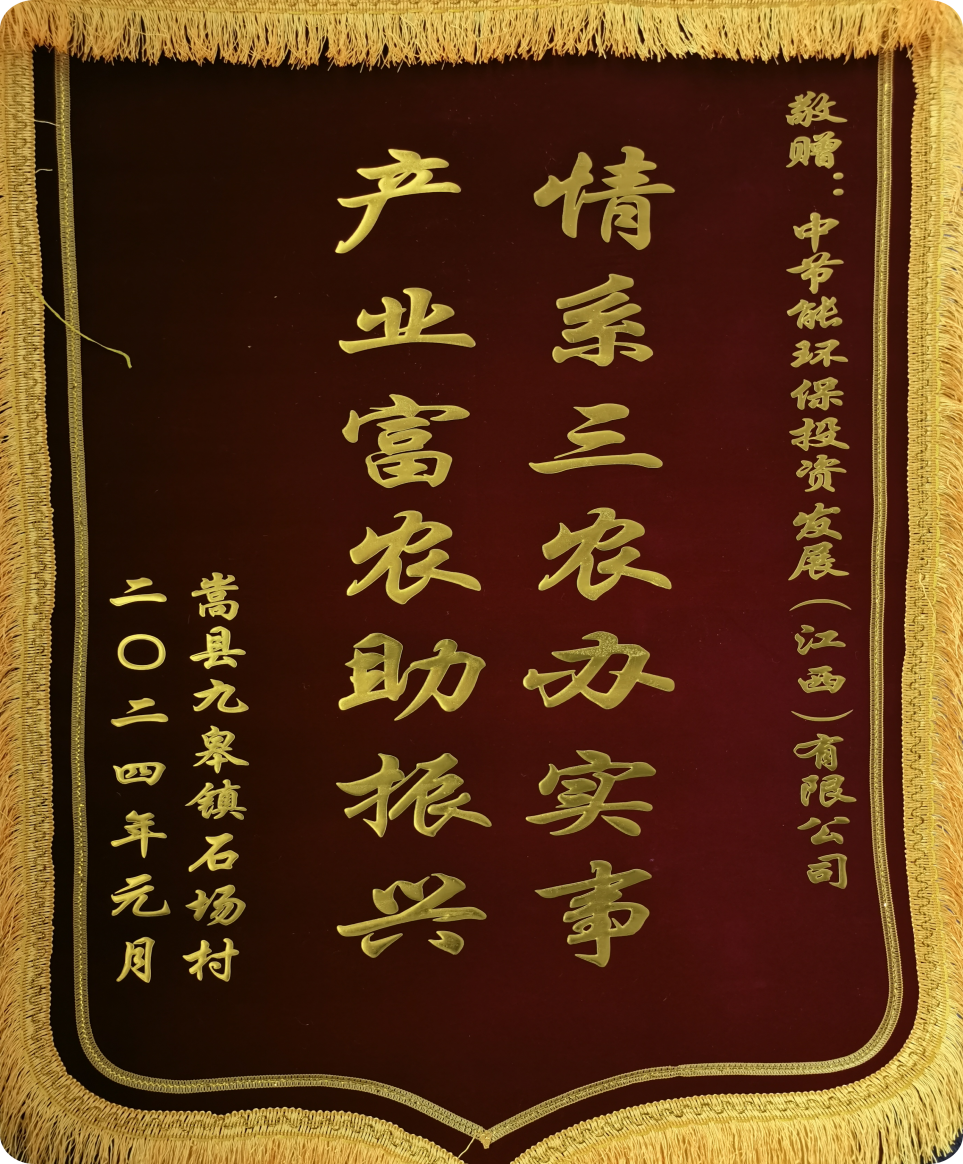 敬赠：中节能环保投资发展（江西）有限公司
情系三农办实事
产业富农助振兴
嵩县九皋镇石场村
二〇二四年元月